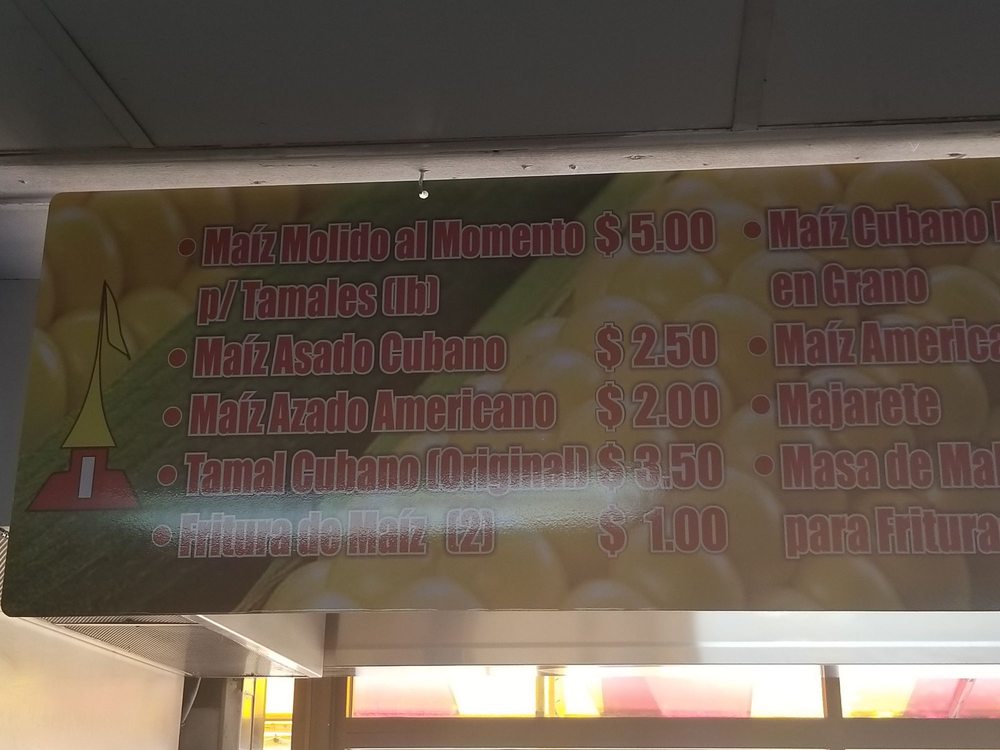 • Maíz Molido al Momento $ 5.00
p/ Tamales (lb)
• Maíz Asado Cubano $ 2.50
• Maíz Azado Americano $ 2.00
• Tamal Cubano (Original) $ 3.50
• Fritura de Maíz (2) $ 1.00
• Maíz Cubano
en Grano
• Maíz America
• Majarete
• Masa de Ma
para Fritura